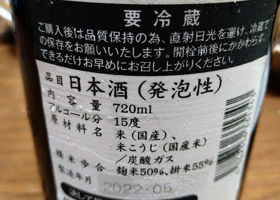 要冷蔵
ご購入後は品質保持の為、直射日光を避け、冷蔵で
の保存をお願いいたします。開栓前後にかかわらず、
できるだけお早めにお召し上がりください。
品目 日本酒(発泡性)
内容量 720ml
アルコール分 15度
原材料名 米(国産)、
米こうじ(国産米)
/炭酸ガス
精米歩合 麹米50%、掛米55%
製造年月 2022.05